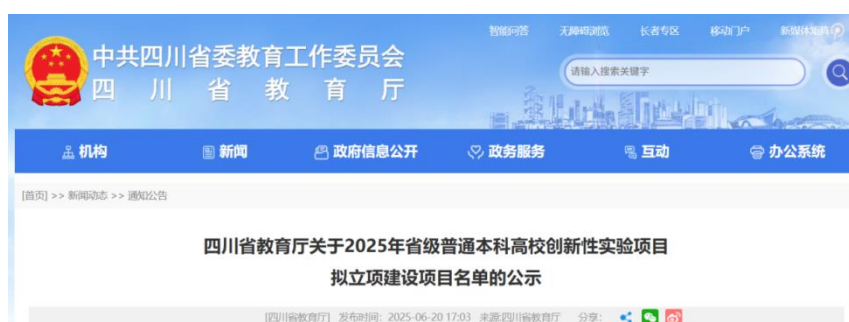 智能问答 无障碍浏览 长者专区 移动门户 新媒体矩阵
中共四川省委教育工作委员会
四川省教育厅
请输入搜索关键字
机构 新闻 政府信息公开 政务服务 互动 办公系统
[首页] >> 新闻动态 >> 通知公告
四川省教育厅关于2025年省级普通本科高校创新性实验项目
拟立项建设项目名单的公示
[四川省教育厅] 发布时间：2025-06-20 17:03 来源:四川省教育厅 分享：